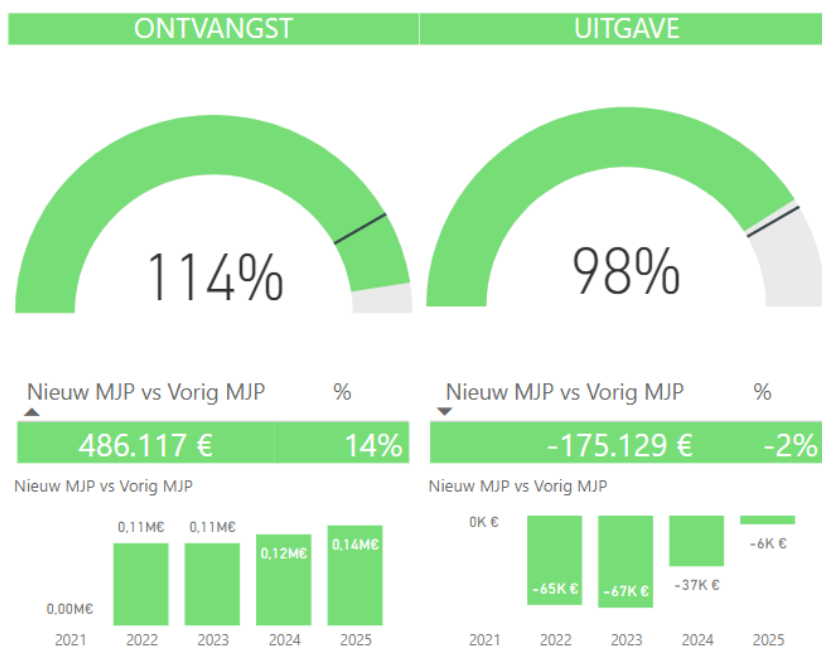 ONTVANGST
114%
Nieuw MJP vs Vorig MJP %
486.117 € 14%
Nieuw MJP vs Vorig MJP
0,00M€ 0,11M€ 0,11M€ 0,12M€ 0,14M€
2021 2022 2023 2024 2025
UITGAVE
98%
Nieuw MJP vs Vorig MJP %
-175.129 € -2%
Nieuw MJP vs Vorig MJP
0K € -65K € -67K € -37K € -6K €
2021 2022 2023 2024 2025